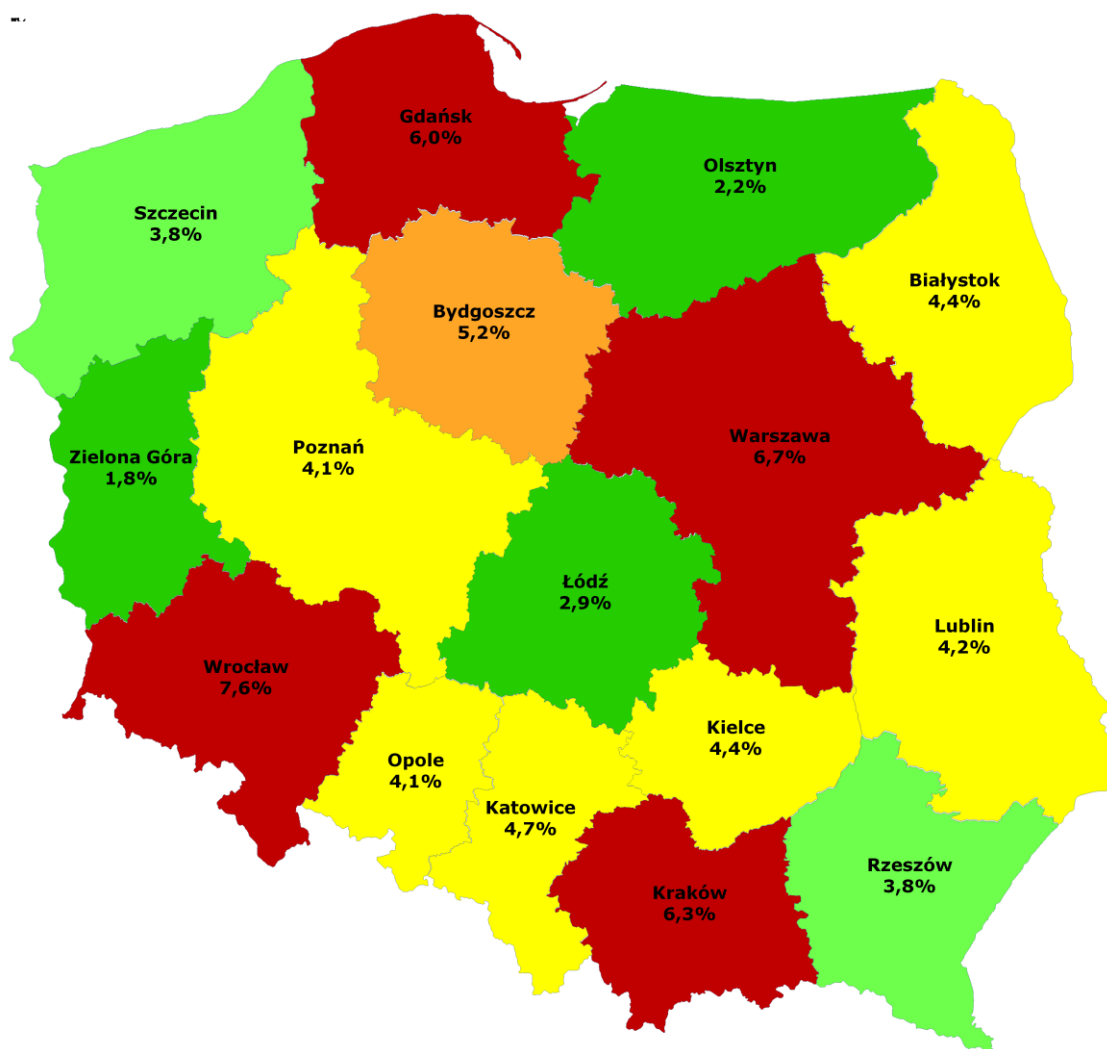 Gdańsk
6,0%
Olsztyn
2,2%
Szczecin
3,8%
Białystok
4,4%
Bydgoszcz
5,2%
Warszawa
6,7%
Poznań
4,1%
Zielona Góra
1,8%
Łódź
2,9%
Lublin
4,2%
Wrocław
7,6%
Kielce
4,4%
Opole
4,1%
Katowice
4,7%
Rzeszów
3,8%
Kraków
6,3%